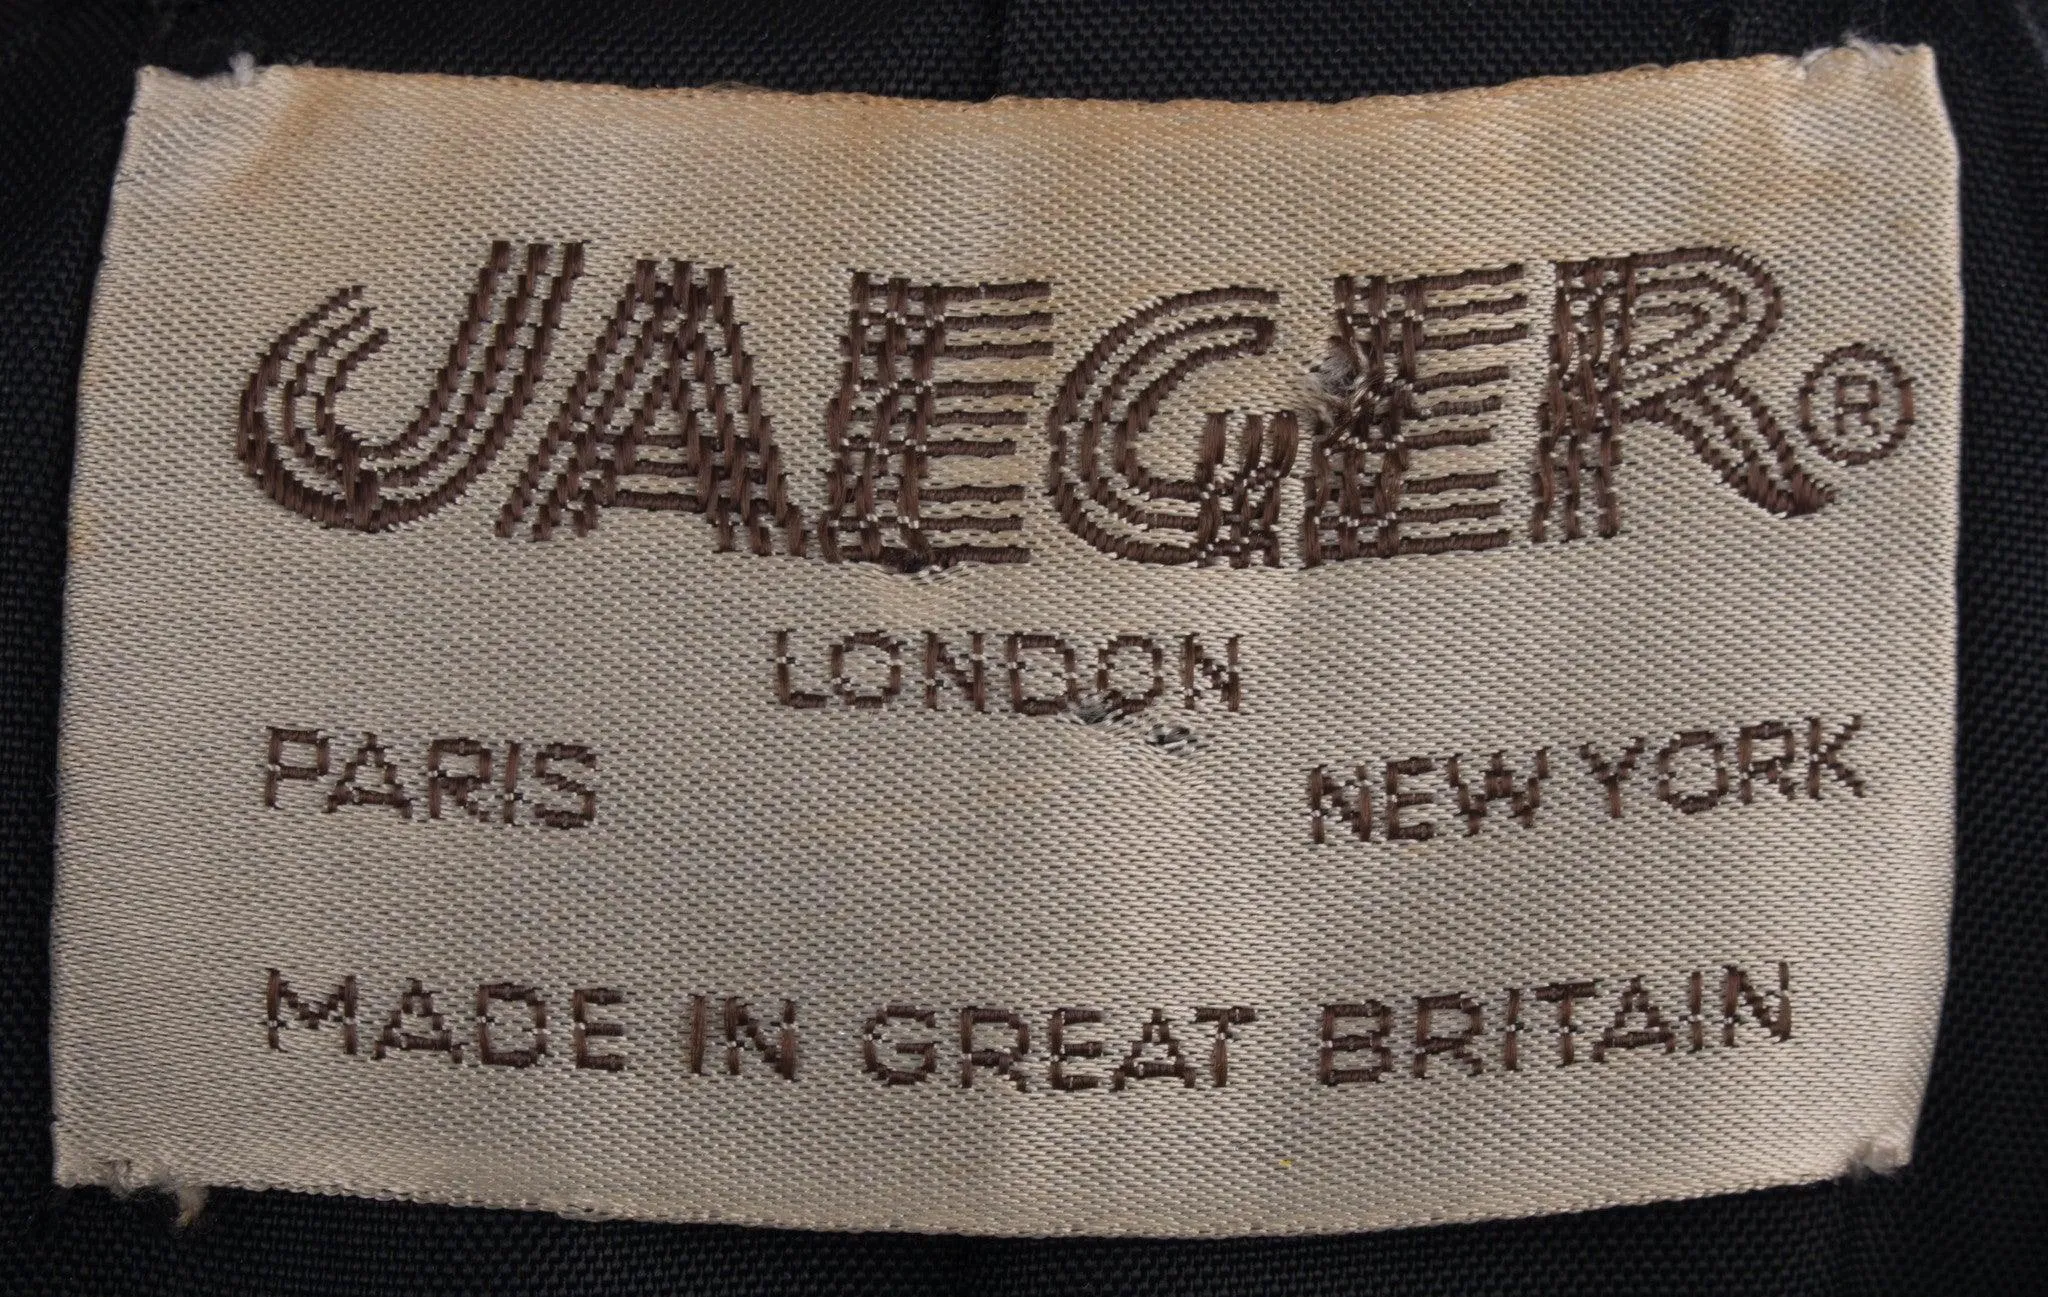 JAEGER®
LONDON
PARIS NEW YORK
MADE IN GREAT BRITAIN